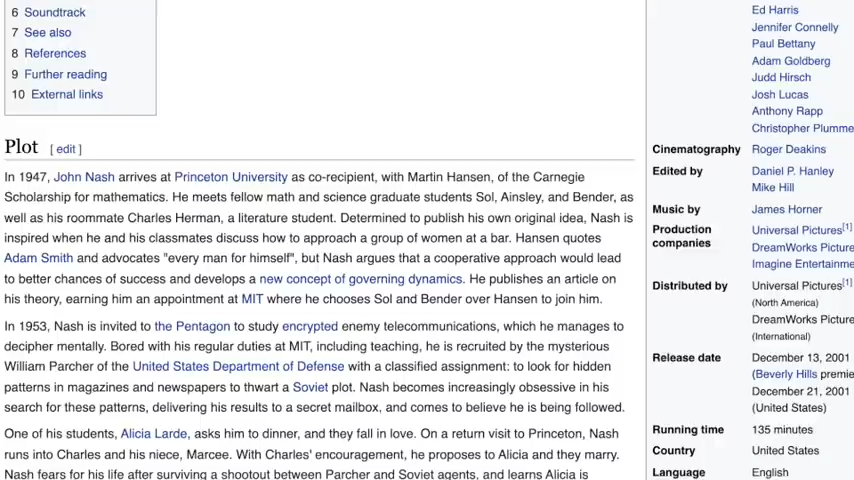 6 Soundtrack
7 See also
8 References
9 Further reading
10 External links
Plot [ edit ]
In 1947, John Nash arrives at Princeton University as co-recipient, with Martin Hansen, of the Carnegie
Scholarship for mathematics. He meets fellow math and science graduate students Sol, Ainsley, and Bender, as
well as his roommate Charles Herman, a literature student. Determined to publish his own original idea, Nash is
inspired when he and his classmates discuss how to approach a group of women at a bar. Hansen quotes
Adam Smith and advocates "every man for himself", but Nash argues that a cooperative approach would lead
to better chances of success and develops a new concept of governing dynamics. He publishes an article on
his theory, earning him an appointment at MIT where he chooses Sol and Bender over Hansen to join him.
In 1953, Nash is invited to the Pentagon to study encrypted enemy telecommunications, which he manages to
decipher mentally. Bored with his regular duties at MIT, including teaching, he is recruited by the mysterious
William Parcher of the United States Department of Defense with a classified assignment: to look for hidden
patterns in magazines and newspapers to thwart a Soviet plot. Nash becomes increasingly obsessive in his
search for these patterns, delivering his results to a secret mailbox, and comes to believe he is being followed.
One of his students, Alicia Larde, asks him to dinner, and they fall in love. On a return visit to Princeton, Nash
runs into Charles and his niece, Marcee. With Charles' encouragement, he proposes to Alicia and they marry.
Nash fears for his life after surviving a shootout between Parcher and Soviet agents, and learns Alicia is
Ed Harris
Jennifer Connelly
Paul Bettany
Adam Goldberg
Judd Hirsch
Josh Lucas
Anthony Rapp
Christopher Plumme
Cinematography Roger Deakins
Edited by Daniel P. Hanley
Mike Hill
Music by James Horner
Production Universal Pictures[1]
companies DreamWorks Picture
Imagine Entertainme
Distributed by Universal Pictures[1]
(North America)
DreamWorks Picture
(International)
Release date December 13, 2001
(Beverly Hills premie
December 21, 2001
(United States)
Running time 135 minutes
Country United States
Language English